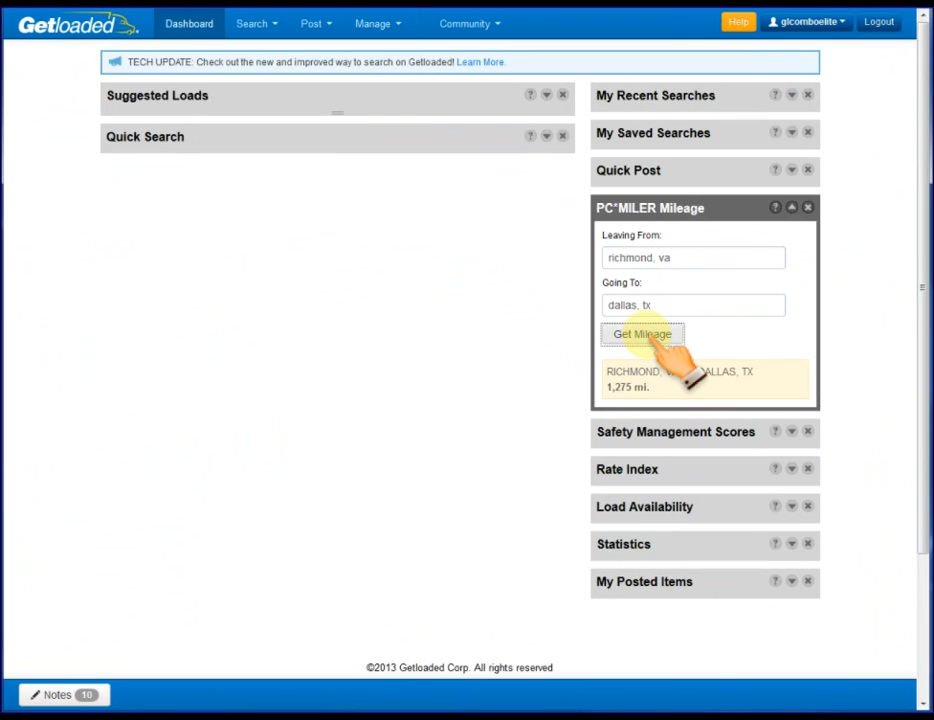 Getloaded
Dashboard Search Post Manage Community Help glcomboelite Logout
TECH UPDATE: Check out the new and improved way to search on Getloaded! Learn More.
Suggested Loads
Quick Search
My Recent Searches
My Saved Searches
Quick Post
PC*MILER Mileage
Leaving From:
richmond, va
Going To:
dallas, tx
Get Mileage
RICHMOND, DALLAS, TX
1,275 mi.
Safety Management Scores
Rate Index
Load Availability
Statistics
My Posted Items
©2013 Getloaded Corp. All rights reserved
Notes 10